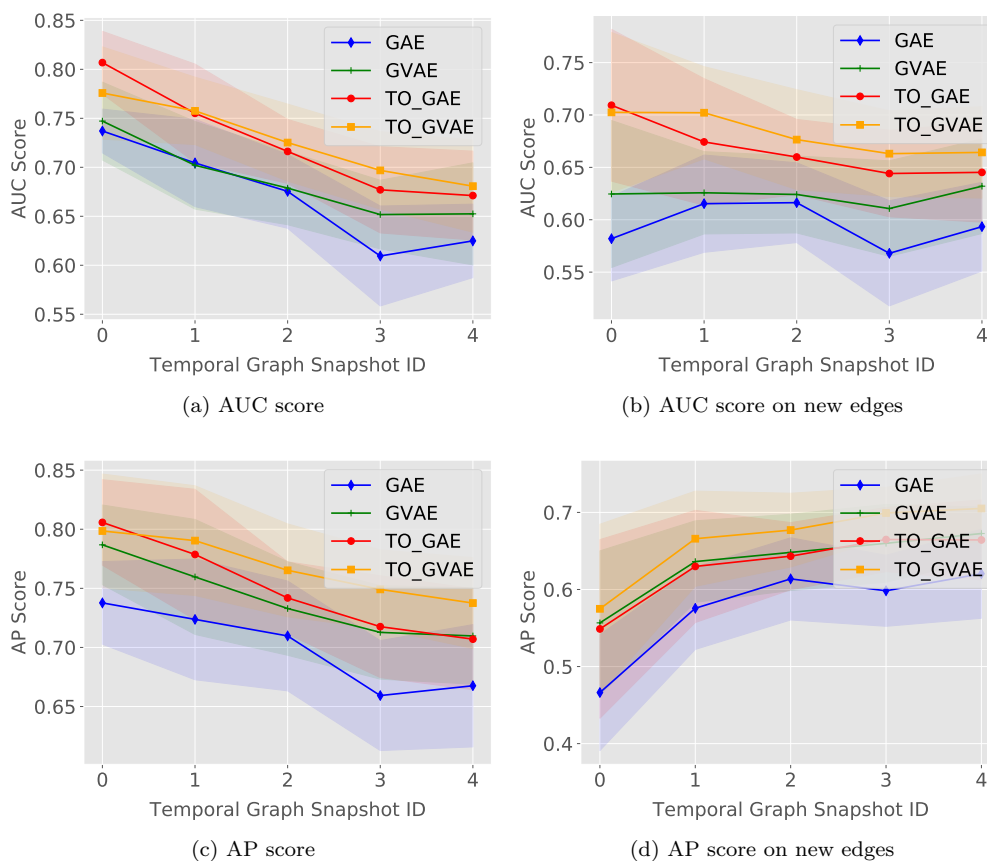 0.85
0.80
0.75
0.70
0.65
0.60
0.55
AUC Score
GAE
GVAE
TO_GAE
TO_GVAE
0 1 2 3 4
Temporal Graph Snapshot ID
(a) AUC score
0.75
0.70
0.65
0.60
0.55
AUC Score
GAE
GVAE
TO_GAE
TO_GVAE
0 1 2 3 4
Temporal Graph Snapshot ID
(b) AUC score on new edges
0.85
0.80
0.75
0.70
0.65
AP Score
GAE
GVAE
TO_GAE
TO_GVAE
0 1 2 3 4
Temporal Graph Snapshot ID
(c) AP score
0.7
0.6
0.5
0.4
AP Score
GAE
GVAE
TO_GAE
TO_GVAE
0 1 2 3 4
Temporal Graph Snapshot ID
(d) AP score on new edges